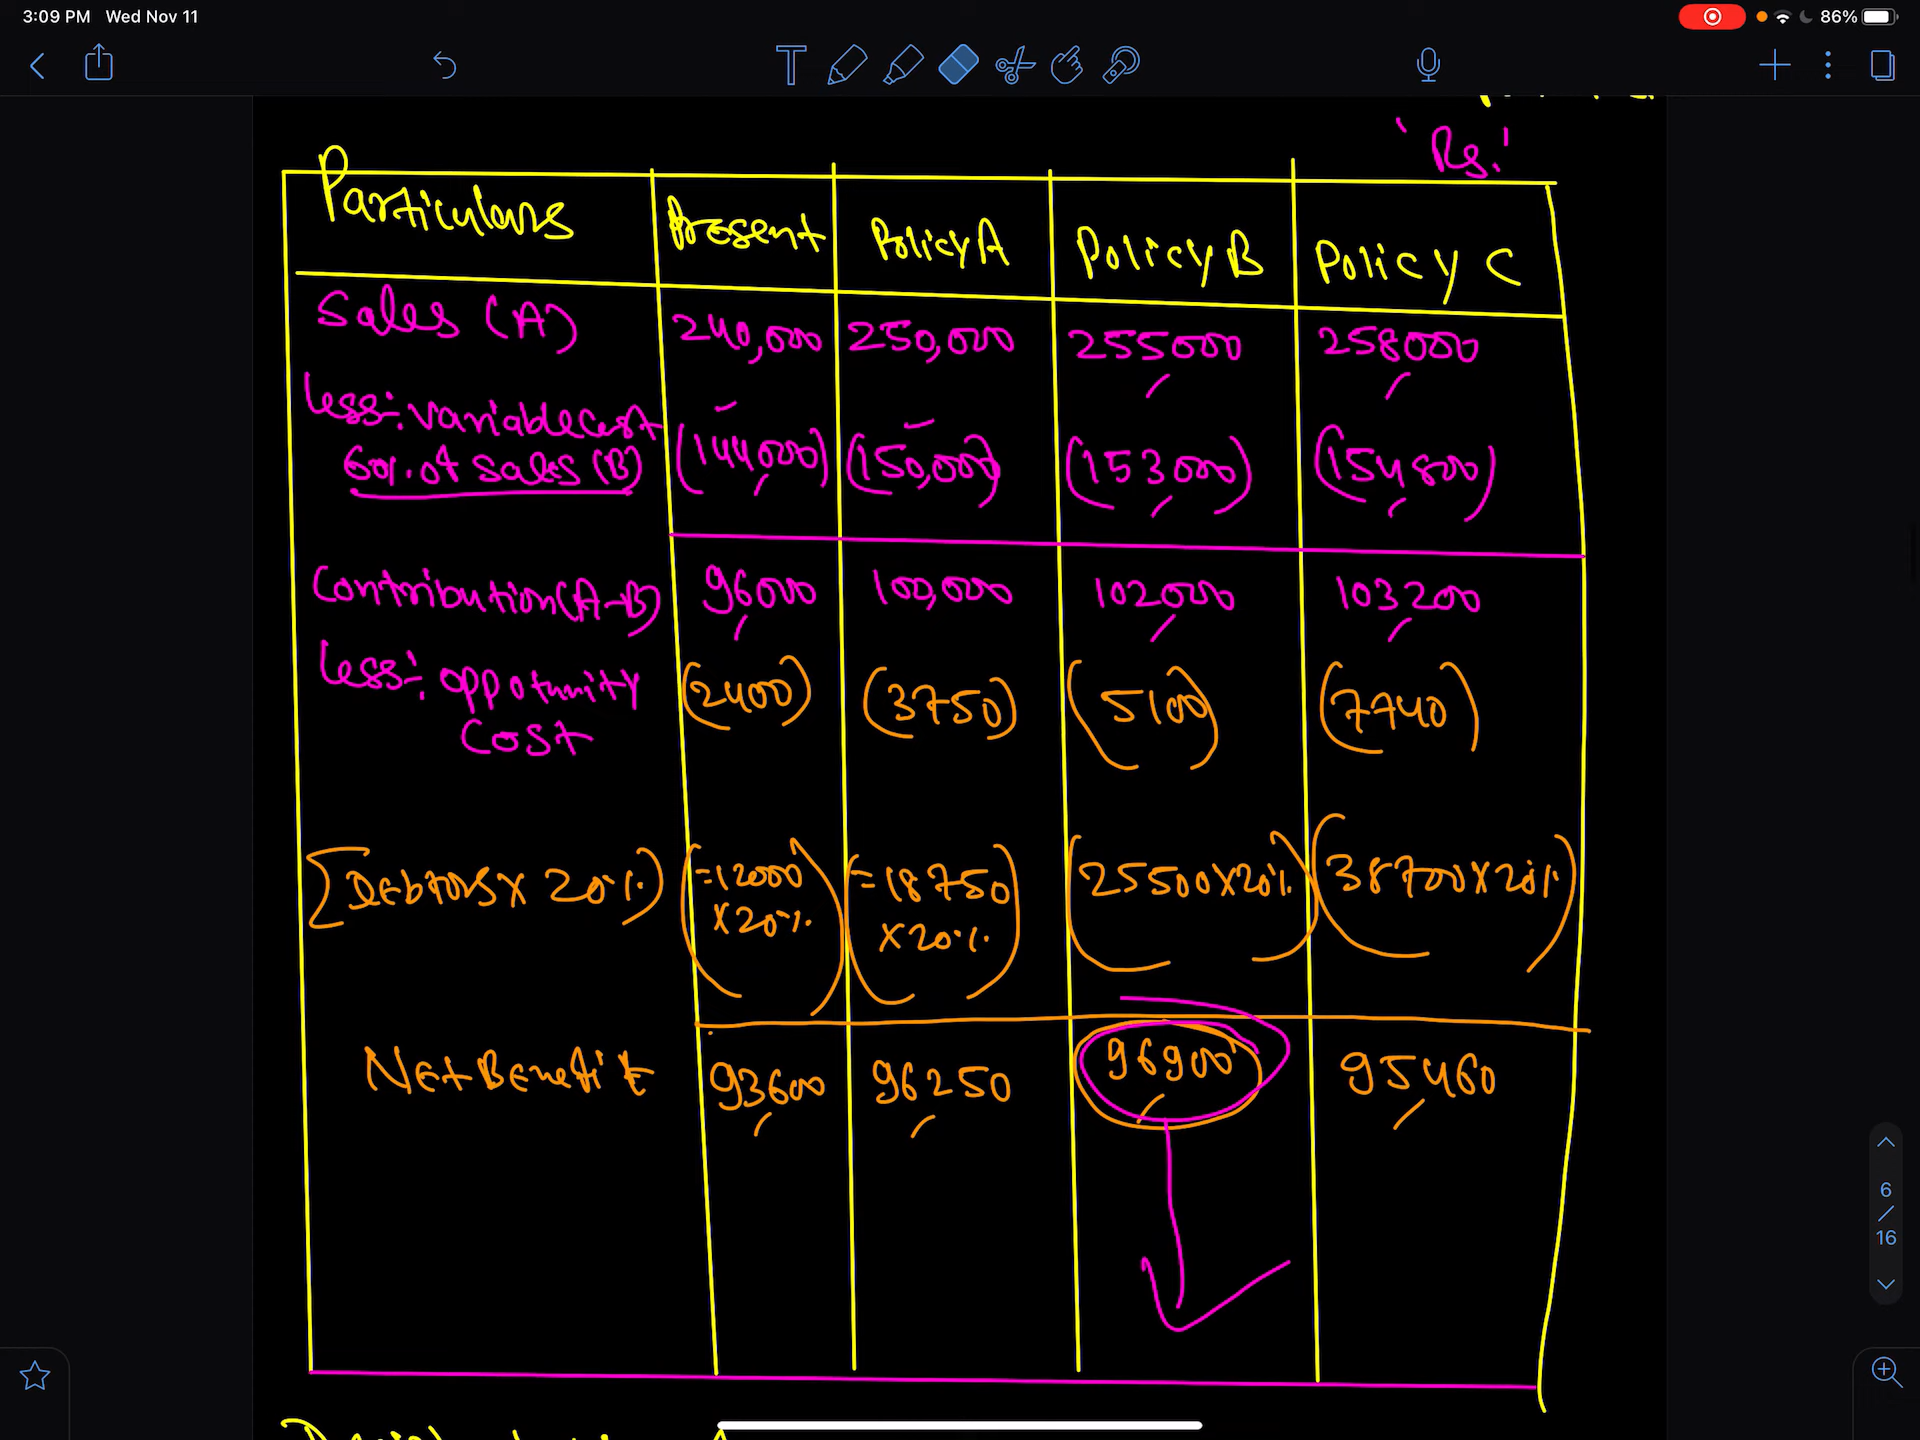 3:09 PM Wed Nov 11
86%
T
'Rs.'
Particulars Present Policy A Policy B Policy C
Sales (A) 240,000 250,000 255000 258000
Less:- variable cost
60%. of sales (B) (144,000) (150,000) (153000) (154800)
Contribution (A-B) 96000 100,000 102000 103200
Less:- oppotunity (2400) (3750) (5100) (7740)
cost
[Debtors X 20%.) (=12000 (=18750 (25500X20%.) (38700X20%.)
X20%.) X20%.)
Net Benefit 93600 96250 96900 95460
6
/
16